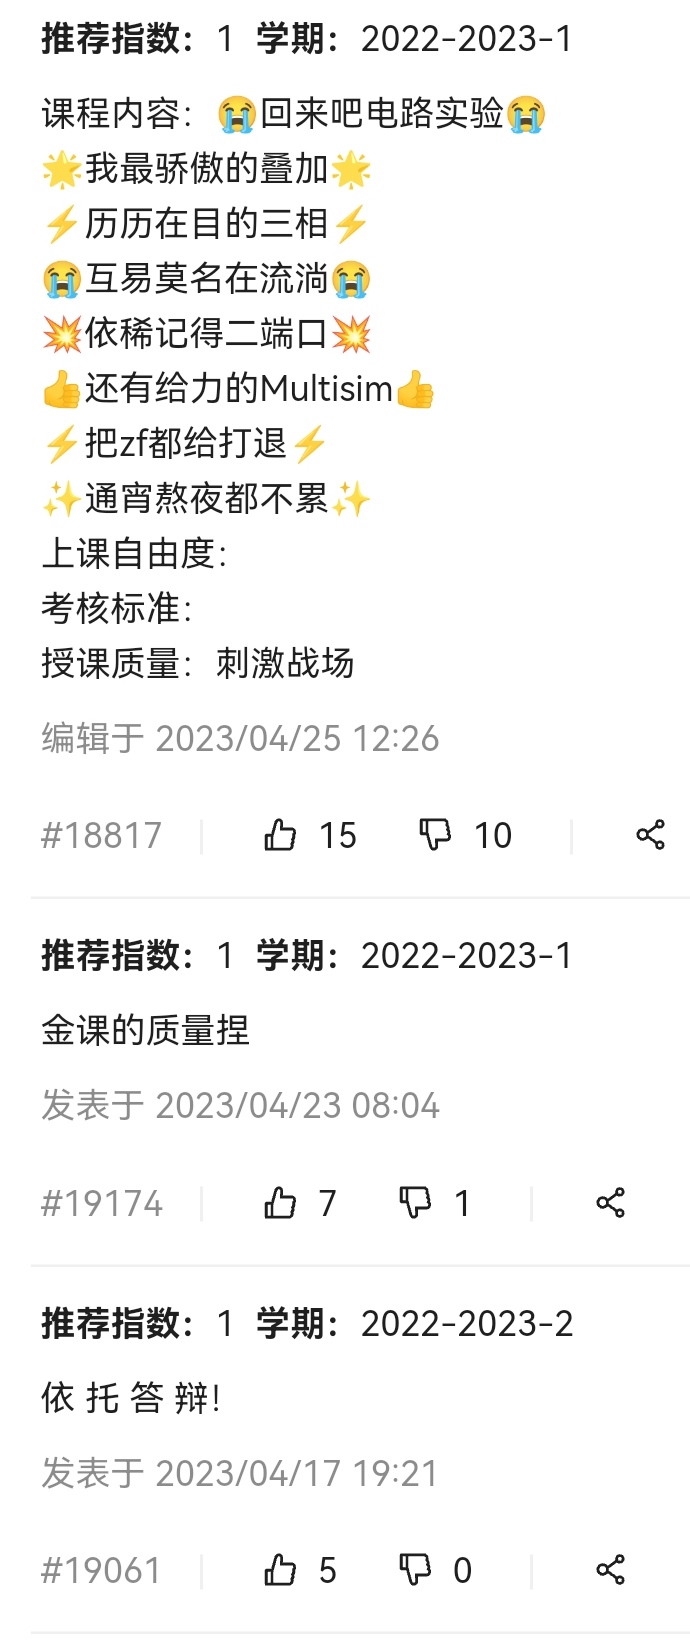 推荐指数：1 学期：2022-2023-1
课程内容：😭回来吧电路实验😭
🌟我最骄傲的叠加🌟
⚡历历在目的三相⚡
😭互易莫名在流淌😭
💥依稀记得二端口💥
👍还有给力的Multisim👍
⚡把zf都给打退⚡
✨通宵熬夜都不累✨
上课自由度：
考核标准：
授课质量：刺激战场
编辑于 2023/04/25 12:26
#18817 15 10
推荐指数：1 学期：2022-2023-1
金课的质量捏
发表于 2023/04/23 08:04
#19174 7 1
推荐指数：1 学期：2022-2023-2
依 托 答 辩！
发表于 2023/04/17 19:21
#19061 5 0